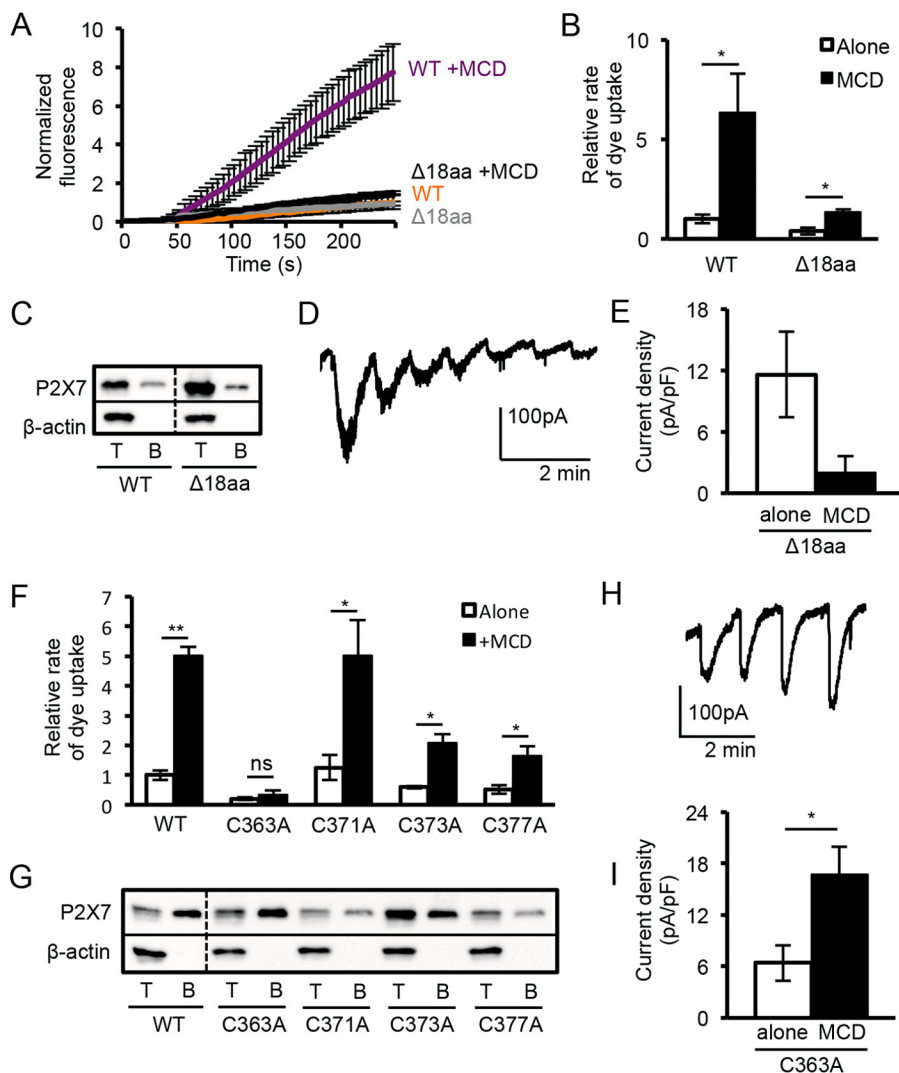 A
Normalized
fluorescence
10
8
6
4
2
0
0
50
100
150
200
Time (s)
WT +MCD
Δ18aa +MCD
WT
Δ18aa
B
Relative rate
of dye uptake
10
5
0
*
*
Alone
MCD
WT
Δ18aa
C
P2X7
β-actin
T B T B
WT Δ18aa
D
100pA
2 min
E
Current density
(pA/pF)
18
12
6
0
alone MCD
Δ18aa
F
Relative rate
of dye uptake
7
6
5
4
3
2
1
0
**
ns
*
*
*
Alone
+MCD
WT C363A C371A C373A C377A
G
P2X7
β-actin
T B T B T B T B T B
WT C363A C371A C373A C377A
H
100pA
2 min
I
Current density
(pA/pF)
24
18
12
6
0
*
alone MCD
C363A